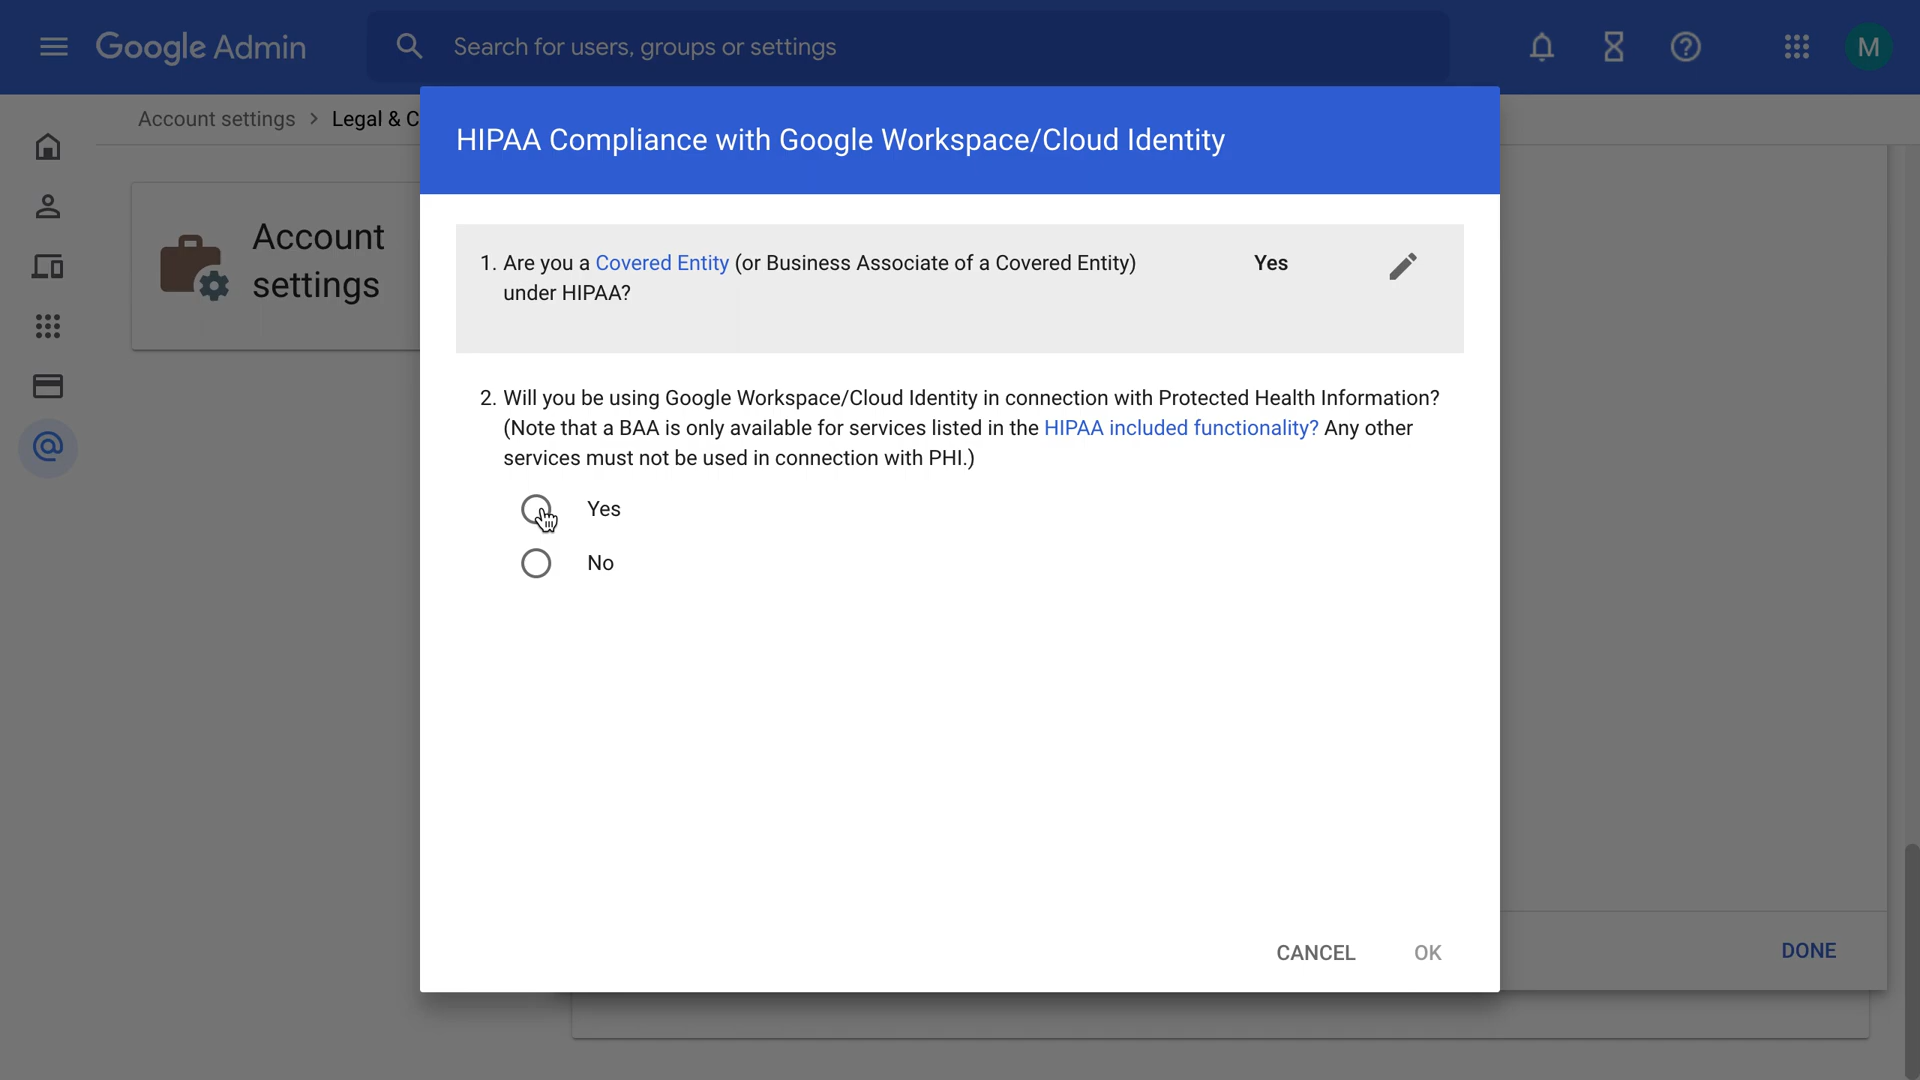 Google Admin
Search for users, groups or settings
M
Account settings > Legal & C
HIPAA Compliance with Google Workspace/Cloud Identity
Account
settings
1. Are you a Covered Entity (or Business Associate of a Covered Entity)
under HIPAA?
Yes
2. Will you be using Google Workspace/Cloud Identity in connection with Protected Health Information?
(Note that a BAA is only available for services listed in the HIPAA included functionality? Any other
services must not be used in connection with PHI.)
Yes
No
CANCEL
OK
DONE